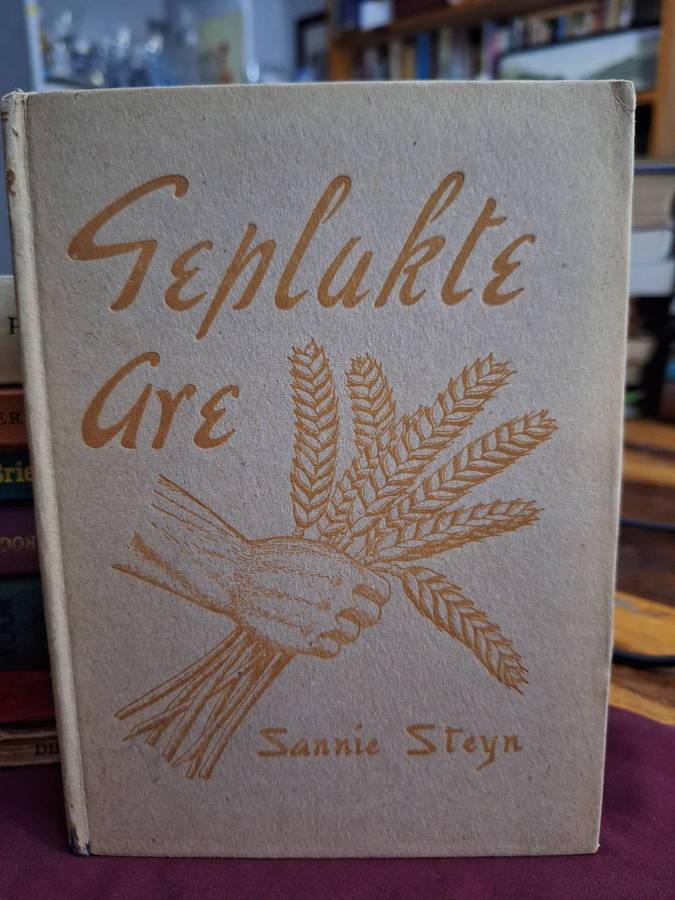 Geplukte
Are
Sannie Steyn